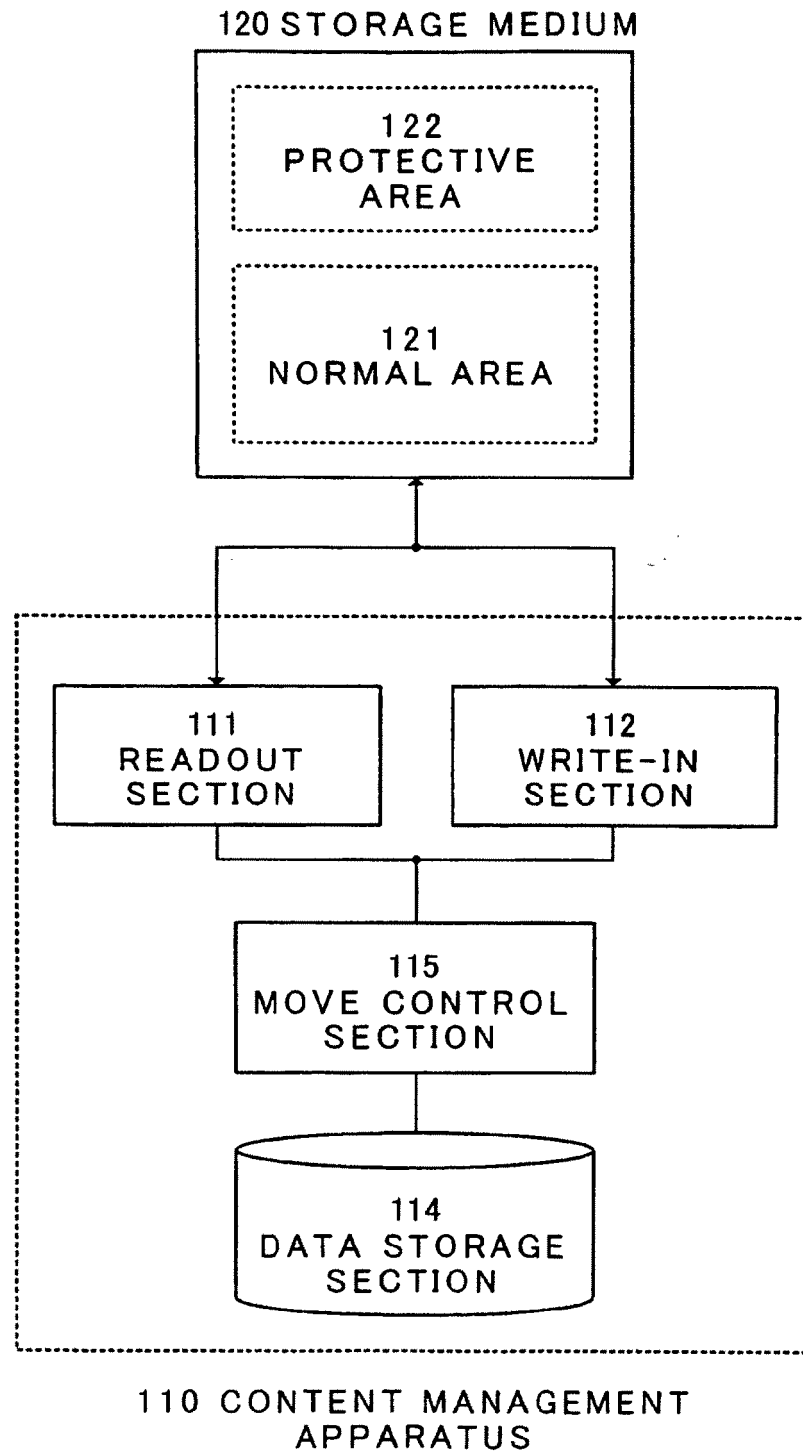 120 STORAGE MEDIUM
122
PROTECTIVE
AREA
121
NORMAL AREA
111
READOUT
SECTION
112
WRITE-IN
SECTION
115
MOVE CONTROL
SECTION
114
DATA STORAGE
SECTION
110 CONTENT MANAGEMENT
APPARATUS